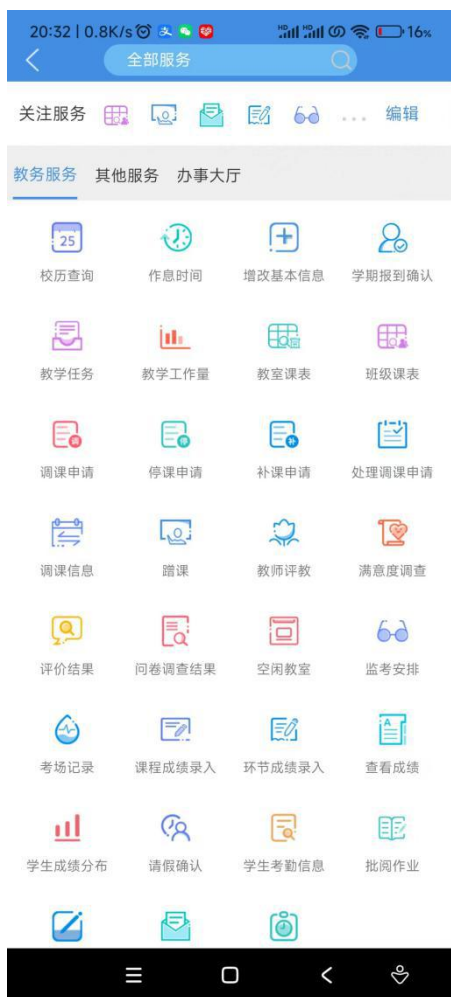 20:32 | 0.8K/s 16%
全部服务
关注服务 ... 编辑
教务服务 其他服务 办事大厅
25
校历查询 作息时间 增改基本信息 学期报到确认
教学任务 教学工作量 教室课表 班级课表
调 停 补
调课申请 停课申请 补课申请 处理调课申请
调课信息 蹭课 教师评教 满意度调查
评价结果 问卷调查结果 空闲教室 监考安排
A
考场记录 课程成绩录入 环节成绩录入 查看成绩
学生成绩分布 请假确认 学生考勤信息 批阅作业